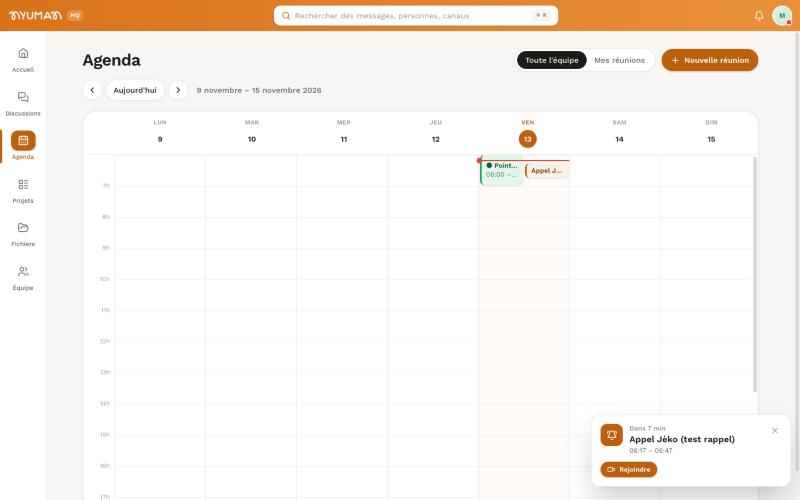 NYUMAN HQ
Rechercher des messages, personnes, canaux ⌘ K
M
Accueil
Discussions
Agenda
Projets
Fichiers
Équipe
Agenda
Toute l'équipe Mes réunions + Nouvelle réunion
Aujourd'hui 9 novembre – 15 novembre 2026
LUN MAR MER JEU VEN SAM DIM
9 10 11 12 13 14 15
Point...
06:00 –...
Appel J...
7h
8h
9h
10h
11h
12h
13h
14h
15h
16h
17h
Dans 7 min
Appel Jèko (test rappel)
06:17 – 06:47
Rejoindre